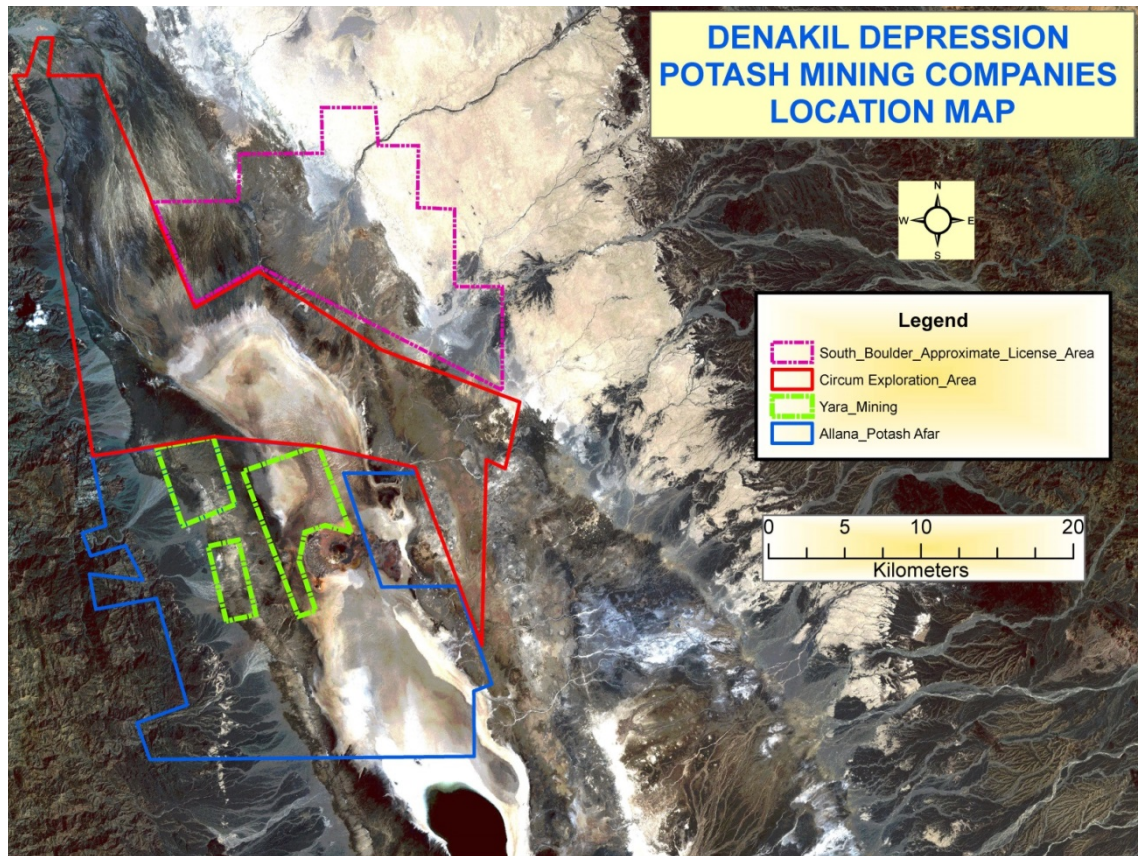 DENAKIL DEPRESSION
POTASH MINING COMPANIES
LOCATION MAP
N
W E
S
Legend
South_Boulder_Approximate_License_Area
Circum Exploration_Area
Yara_Mining
Allana_Potash Afar
0 5 10 20
Kilometers